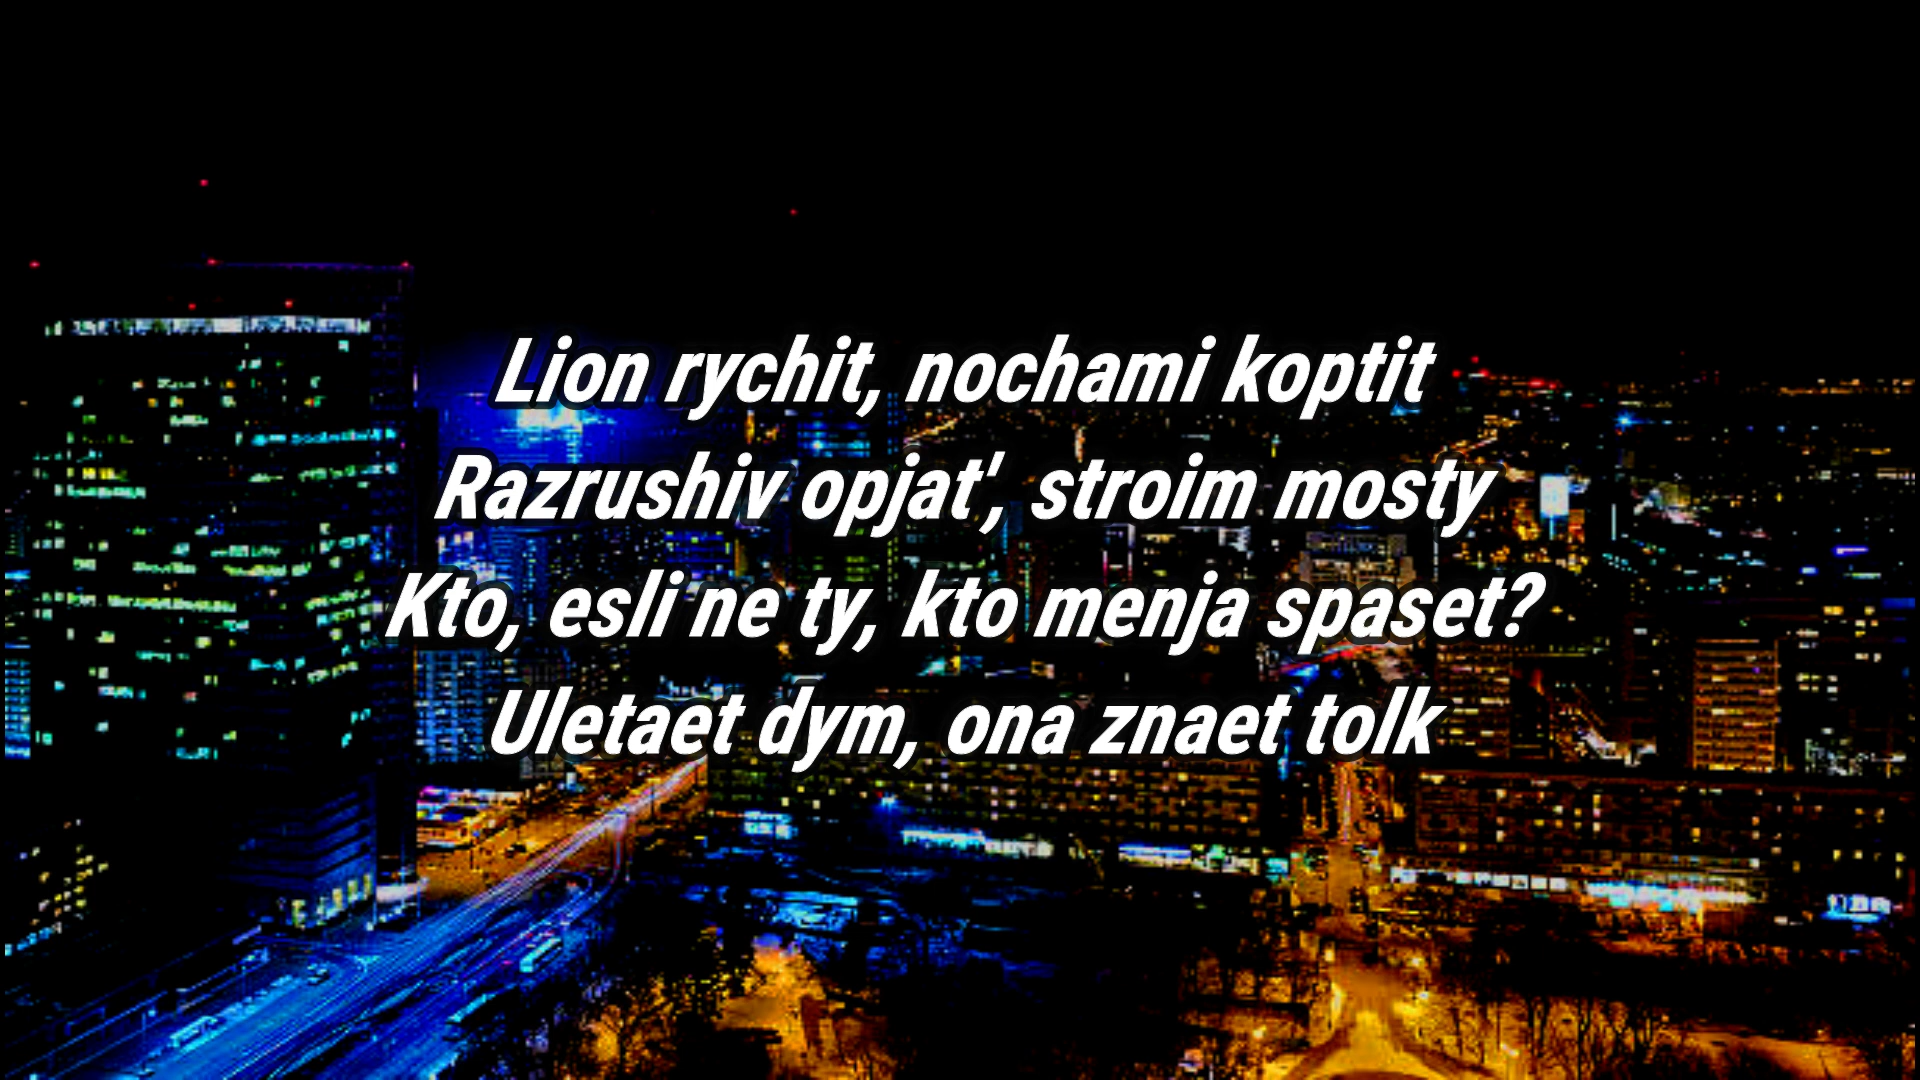 Lion rychit, nochami koptit
Razrushiv opjat', stroim mosty
Kto, esli ne ty, kto menja spaset?
Uletaet dym, ona znaet tolk